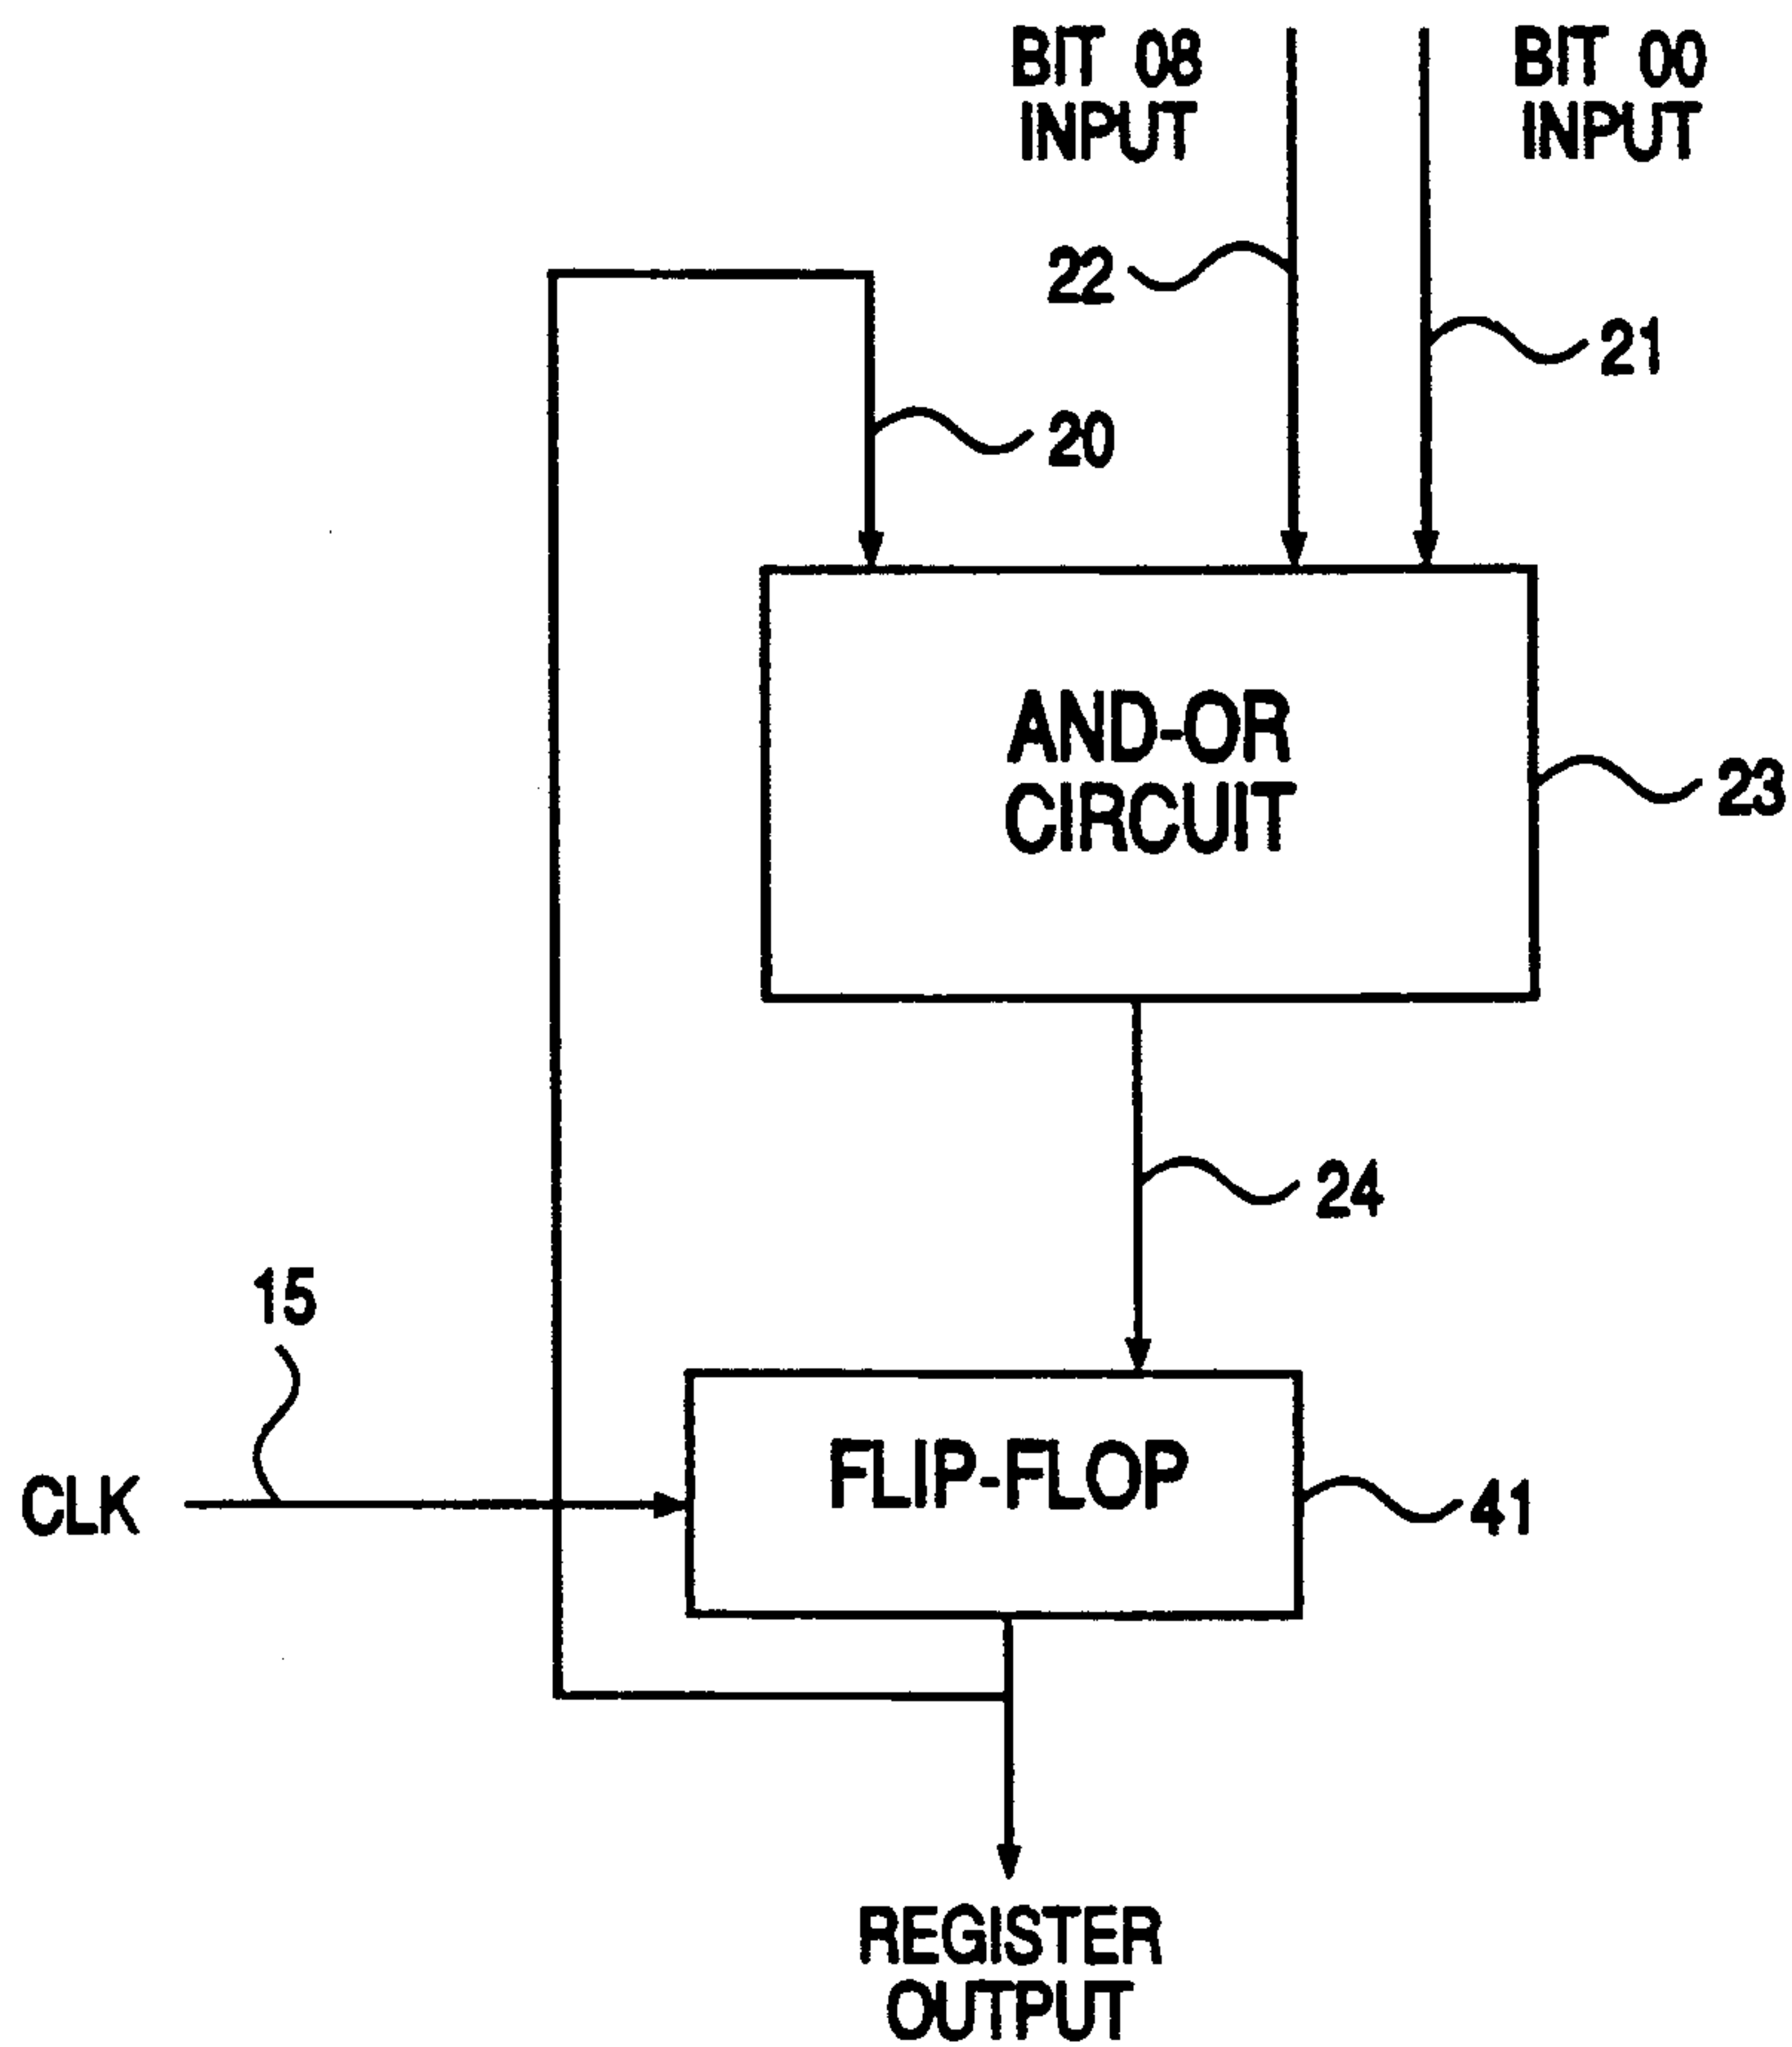 BIT 08
INPUT
BIT 00
INPUT
22
21
20
AND-OR
CIRCUIT
23
24
15
CLK
FLIP-FLOP
41
REGISTER
OUTPUT